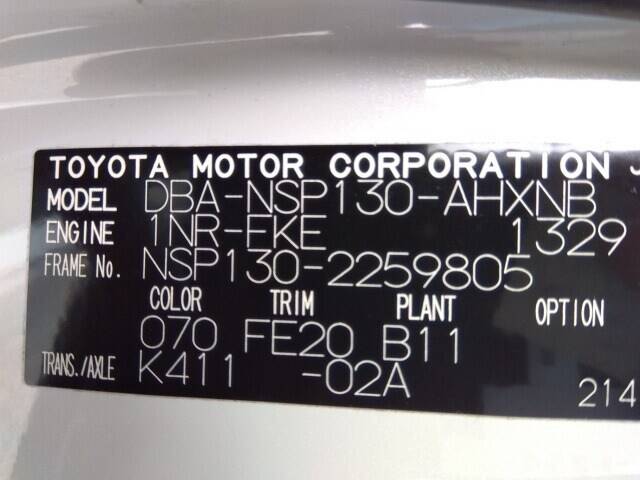 TOYOTA MOTOR CORPORATION J
MODEL DBA-NSP130-AHXNB
ENGINE 1NR-FKE 1329
FRAME No. NSP130-2259805
COLOR TRIM PLANT OPTION
070 FE20 B11
TRANS./AXLE K411 -02A
214